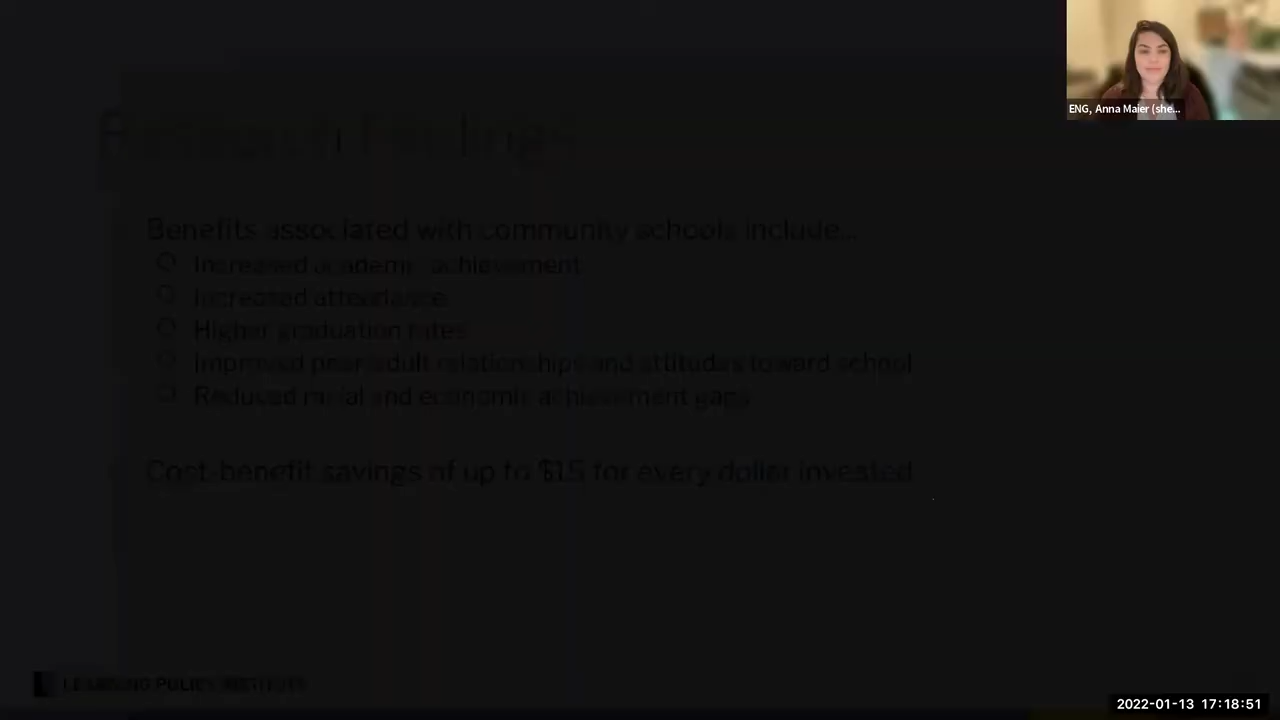 ENG, Anna Maier (she...
Research Findings
Benefits associated with community schools include...
Increased academic achievement
Increased attendance
Higher graduation rates
Improved peer/adult relationships and attitudes toward school
Reduced racial and economic achievement gaps
Cost-benefit savings of up to $15 for every dollar invested
LEARNING POLICY INSTITUTE
2022-01-13 17:18:51